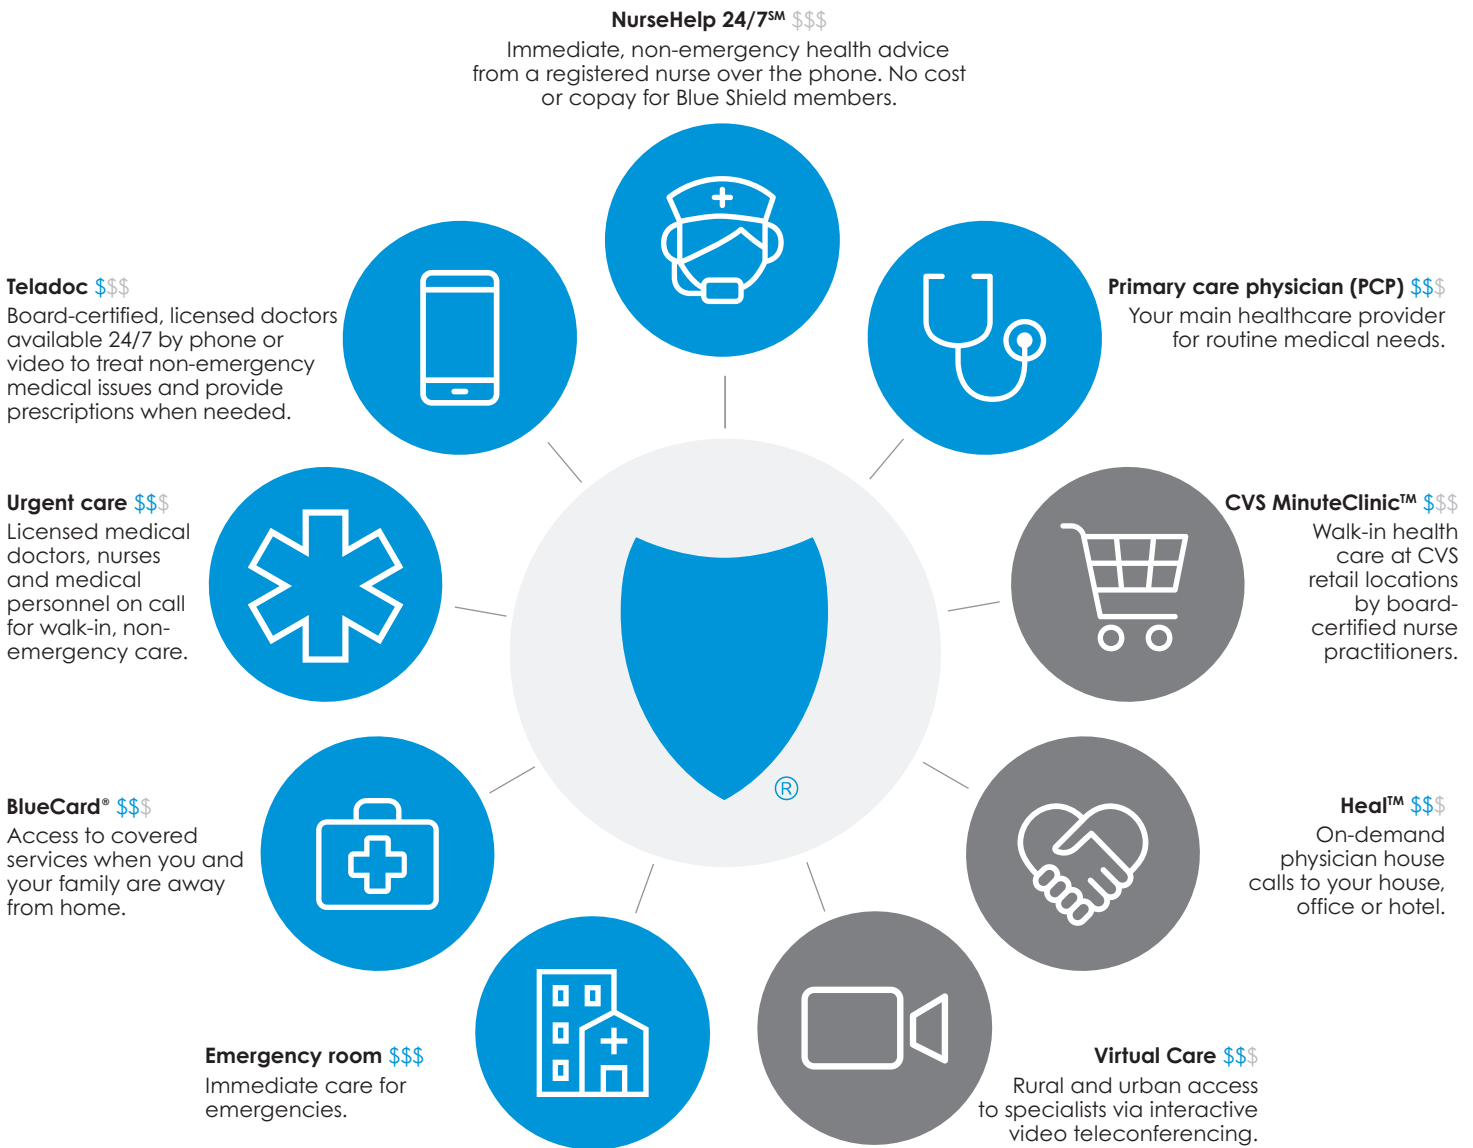 NurseHelp 24/7℠ $$$
Immediate, non-emergency health advice
from a registered nurse over the phone. No cost
or copay for Blue Shield members.
Teladoc $$$
Board-certified, licensed doctors
available 24/7 by phone or
video to treat non-emergency
medical issues and provide
prescriptions when needed.
Primary care physician (PCP) $$$
Your main healthcare provider
for routine medical needs.
Urgent care $$$
Licensed medical
doctors, nurses
and medical
personnel on call
for walk-in, non-
emergency care.
CVS MinuteClinic™ $$$
Walk-in health
care at CVS
retail locations
by board-
certified nurse
practitioners.
®
BlueCard® $$$
Access to covered
services when you and
your family are away
from home.
Heal™ $$$
On-demand
physician house
calls to your house,
office or hotel.
Emergency room $$$
Immediate care for
emergencies.
Virtual Care $$$
Rural and urban access
to specialists via interactive
video teleconferencing.